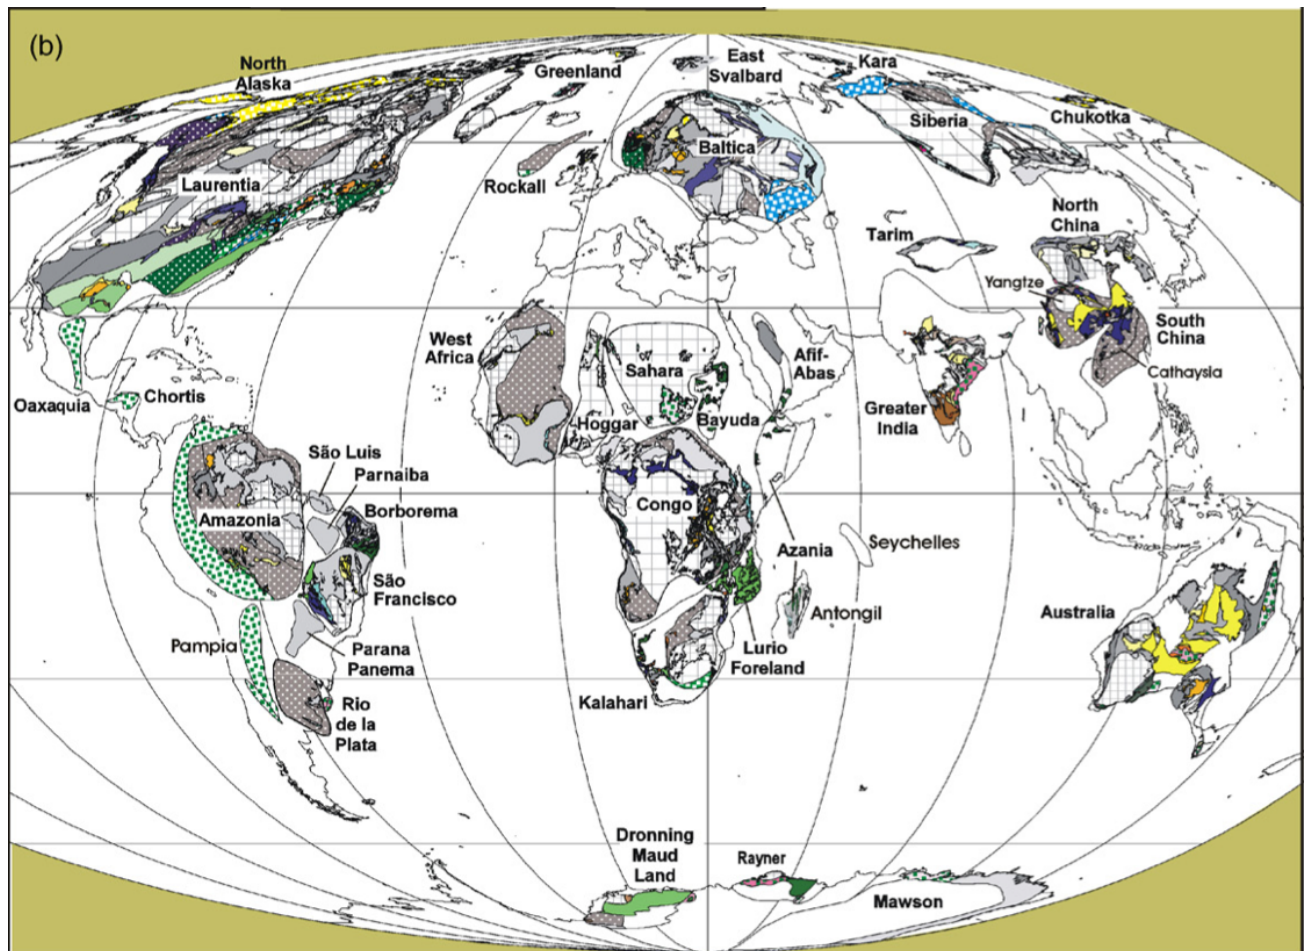 (b)
North
Alaska
Greenland
East
Svalbard
Kara
Siberia
Chukotka
Laurentia
Rockall
Baltica
North
China
Tarim
Yangtze
South
China
Cathaysia
West
Africa
Sahara
Afif-
Abas
Hoggar
Bayuda
Greater
India
Oaxaquia
Chortis
São Luis
Parnaiba
Borborema
Amazonia
Congo
Seychelles
Azania
São
Francisco
Antongil
Australia
Pampia
Parana
Panema
Lurio
Foreland
Kalahari
Rio
de la
Plata
Dronning
Maud
Land
Rayner
Mawson